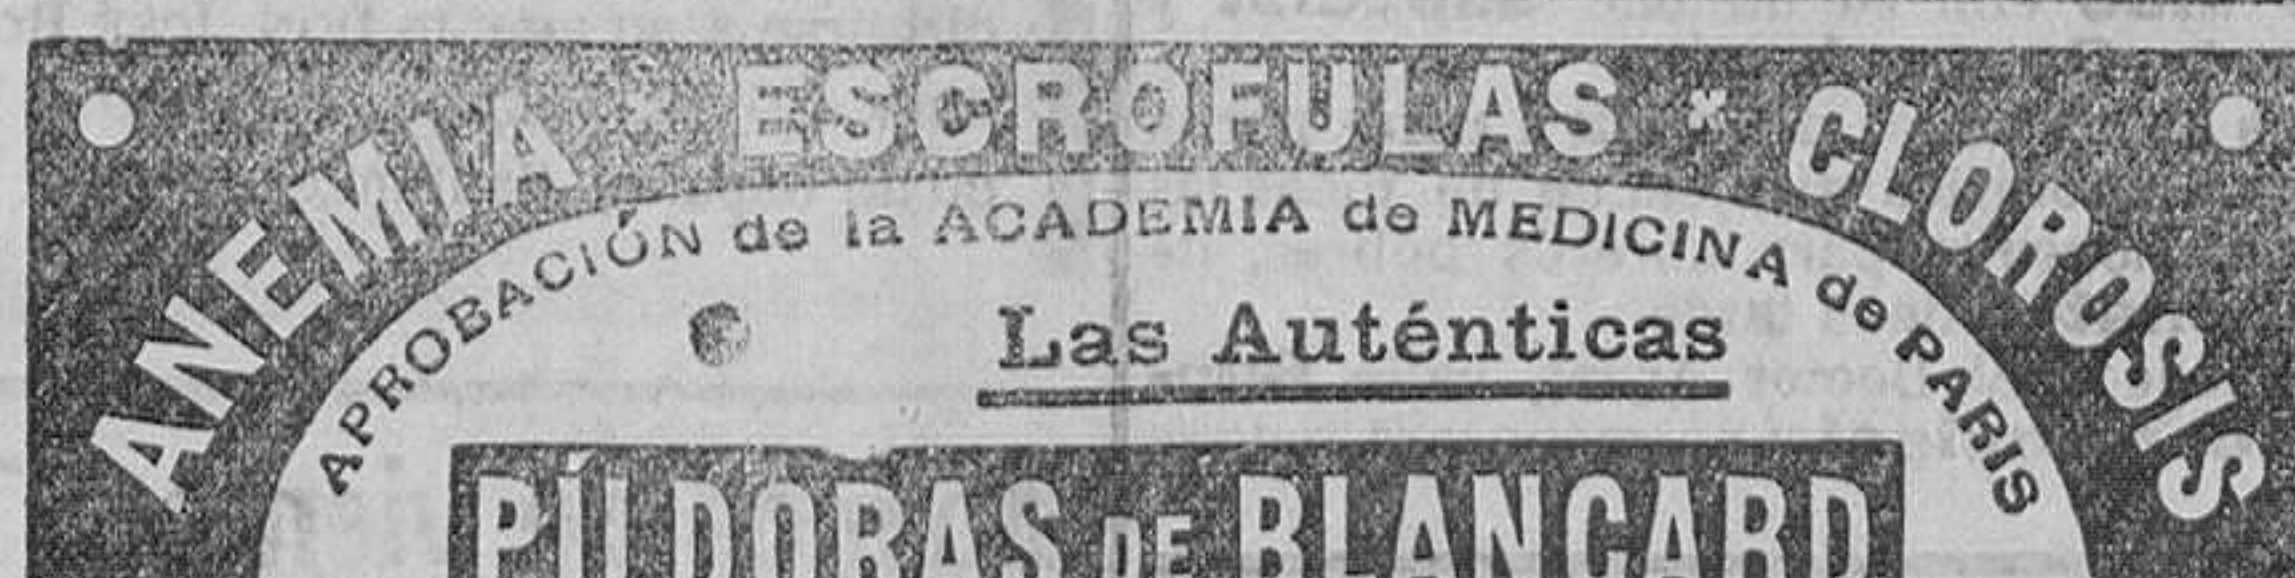 ANEMIA * ESCROFULAS * CLOROSIS
APROBACIÓN de la ACADEMIA de MEDICINA de PARIS
Las Auténticas
PÍLDORAS DE BLANCARD